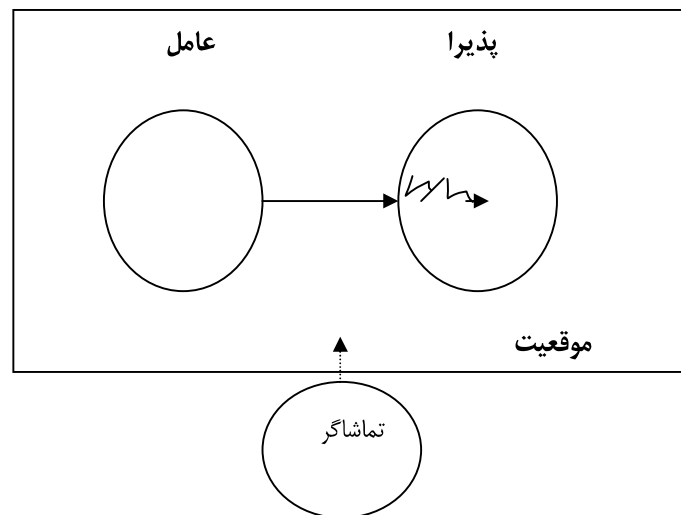 پذیرا
عامل
موقعیت
تماشاگر